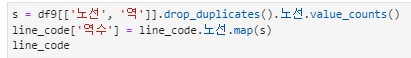 s = df9[['노선', '역']].drop_duplicates().노선.value_counts()
line_code['역수'] = line_code.노선.map(s)
line_code